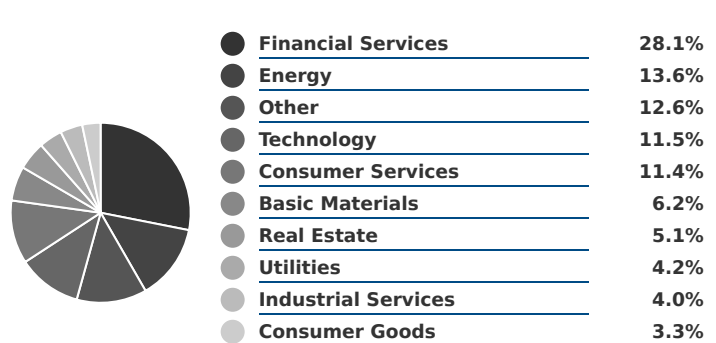 Financial Services 28.1%
Energy 13.6%
Other 12.6%
Technology 11.5%
Consumer Services 11.4%
Basic Materials 6.2%
Real Estate 5.1%
Utilities 4.2%
Industrial Services 4.0%
Consumer Goods 3.3%